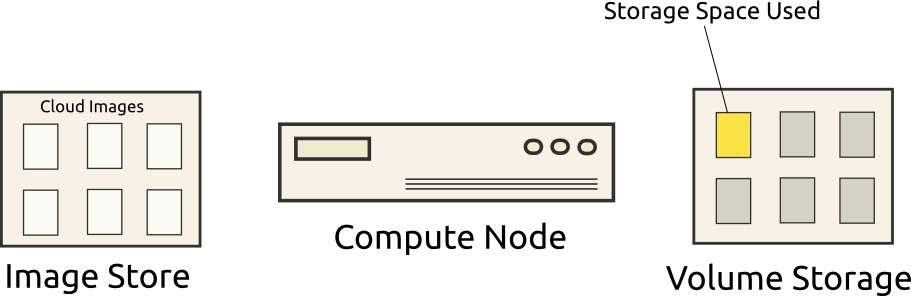 Storage Space Used
Cloud Images
Compute Node
Image Store
Volume Storage